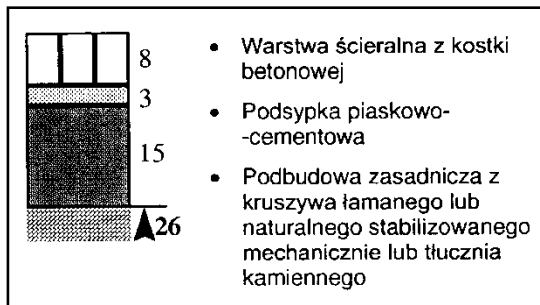 8
3
15
26
• Warstwa ścieralna z kostki
betonowej
• Podsypka piaskowo-
-cementowa
• Podbudowa zasadnicza z
kruszywa łamanego lub
naturalnego stabilizowanego
mechanicznie lub tłucznia
kamiennego